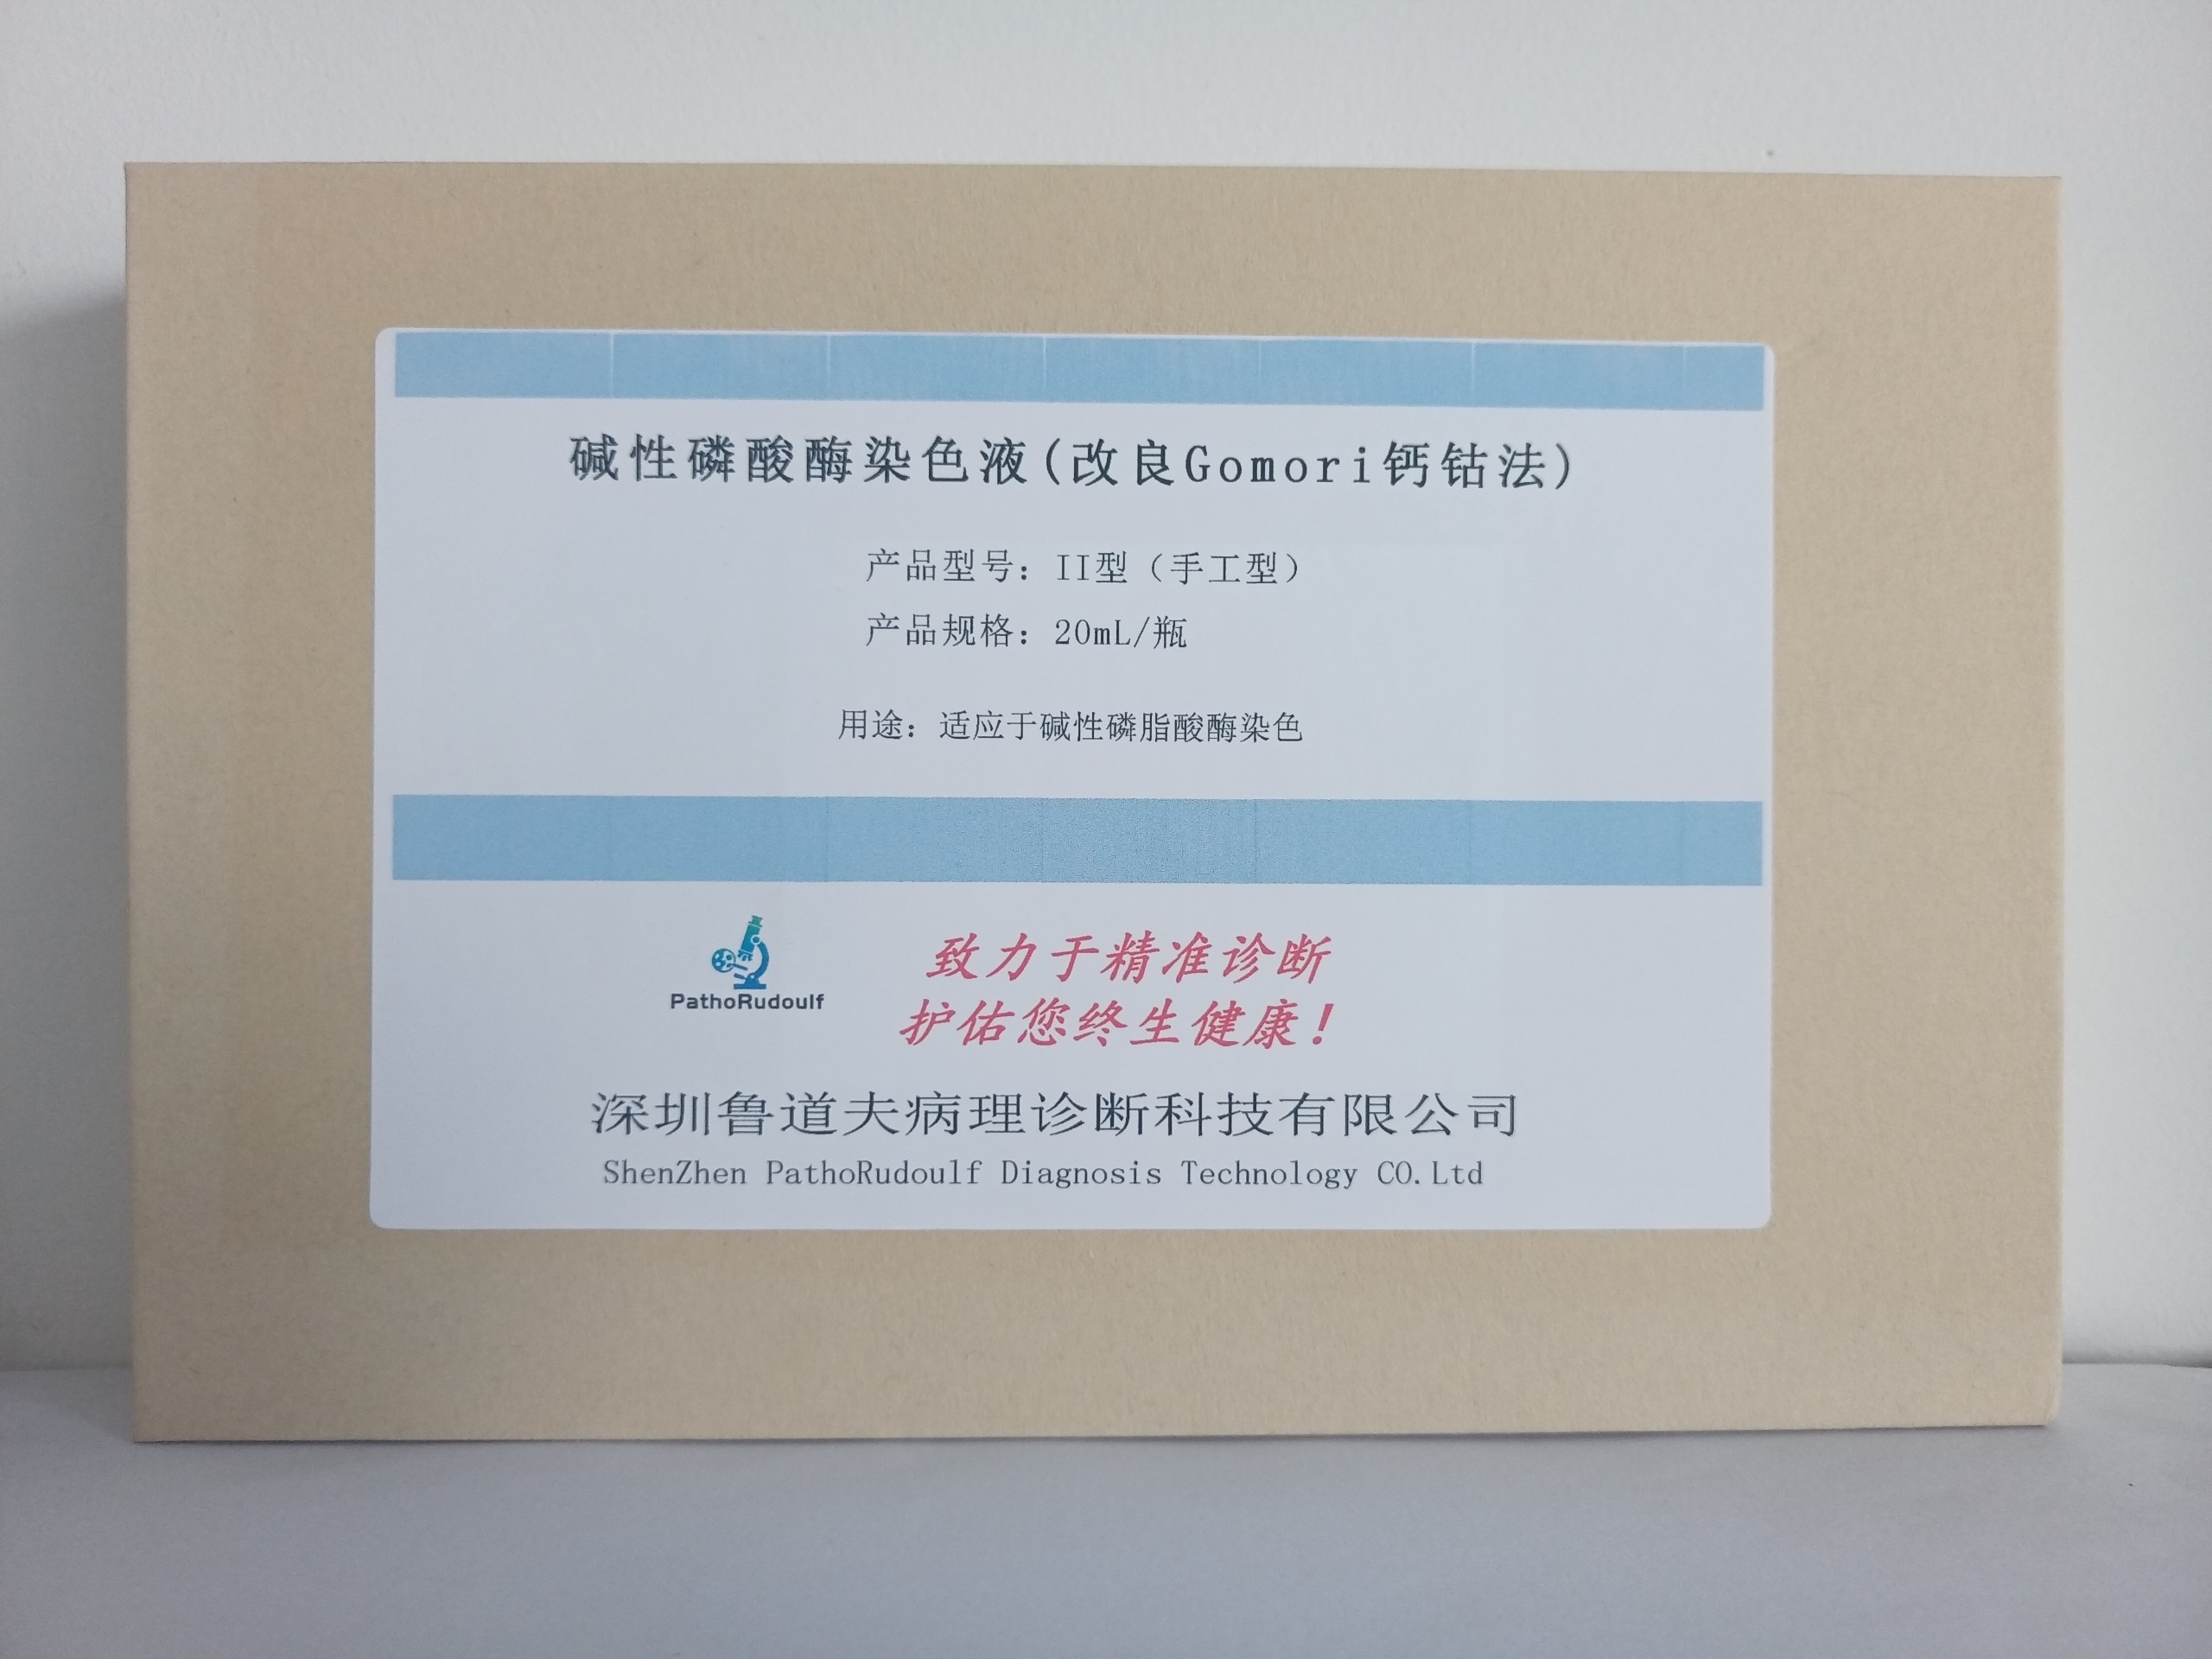 碱性磷酸酶染色液(改良Gomori钙钴法)
产品型号：II型（手工型）
产品规格：20mL/瓶
用途：适应于碱性磷脂酸酶染色
PathoRudoulf
致力于精准诊断
护佑您终生健康！
深圳鲁道夫病理诊断科技有限公司
ShenZhen PathoRudoulf Diagnosis Technology CO.Ltd